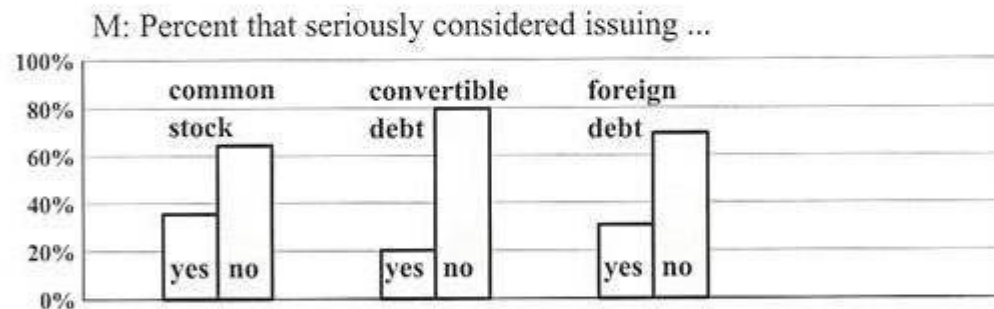 M: Percent that seriously considered issuing ...
100%
common convertible foreign
80%
stock debt debt
60%
40%
20%
yes no yes no yes no
0%